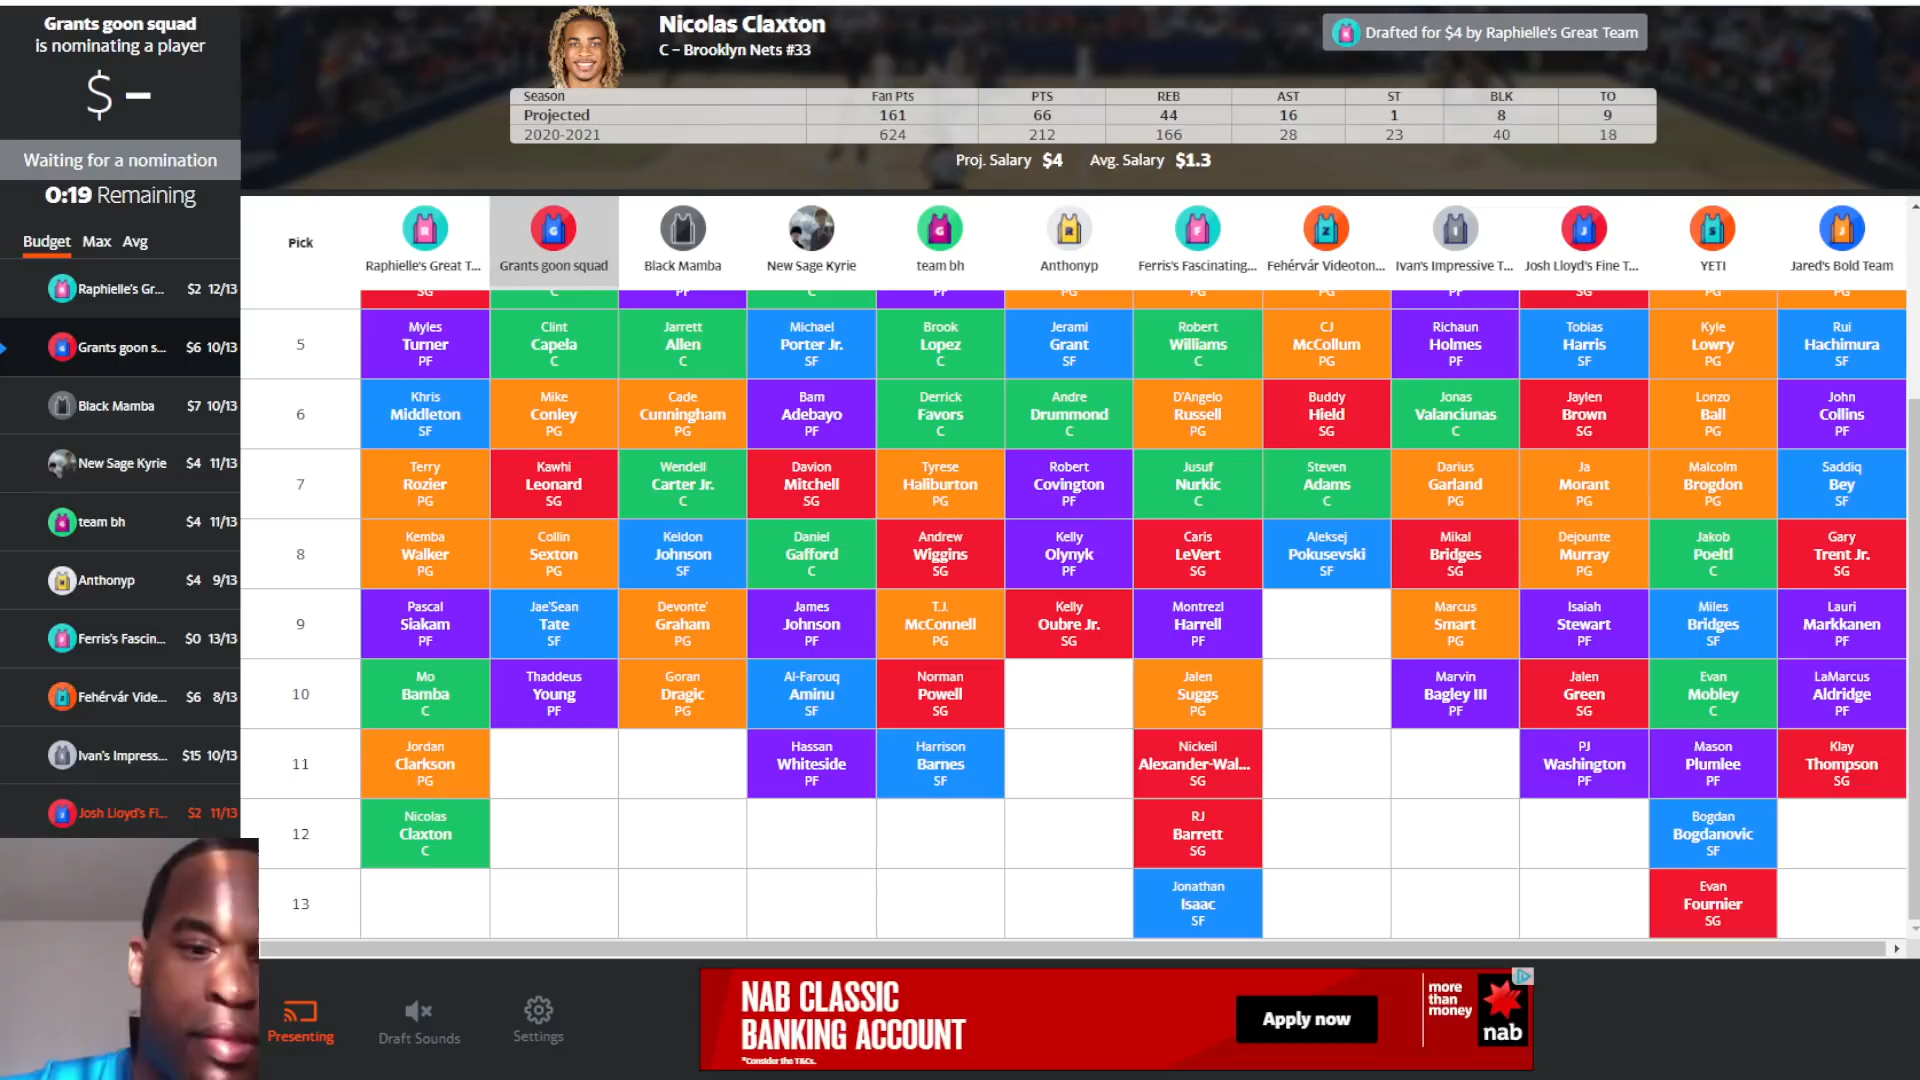 Grants goon squad
is nominating a player
$ –
Waiting for a nomination
0:19 Remaining
Budget Max Avg
Raphielle's Gr... $2 12/13
Grants goon s... $6 10/13
Black Mamba $7 10/13
New Sage Kyrie $4 11/13
team bh $4 11/13
Anthonyp $4 9/13
Ferris's Fascin... $0 13/13
Fehérvár Vide... $6 8/13
Ivan's Impress... $15 10/13
Josh Lloyd's Fi... $2 11/13
Nicolas Claxton
C – Brooklyn Nets #33
Drafted for $4 by Raphielle's Great Team
Season Fan Pts PTS REB AST ST BLK TO
Projected 161 66 44 16 1 8 9
2020-2021 624 212 166 28 23 40 18
Proj. Salary $4 Avg. Salary $1.3
Pick Raphielle's Great T... Grants goon squad Black Mamba New Sage Kyrie team bh Anthonyp Ferris's Fascinating... Fehérvár Videoton... Ivan's Impressive T... Josh Lloyd's Fine T... YETI Jared's Bold Team
SG C PF C PF PG PG PG PF SG PG PG
Myles Clint Jarrett Michael Brook Jerami Robert CJ Richaun Tobias Kyle Rui
5 Turner Capela Allen Porter Jr. Lopez Grant Williams McCollum Holmes Harris Lowry Hachimura
PF C C SF C SF C PG PF SF PG SF
Khris Mike Cade Bam Derrick Andre D'Angelo Buddy Jonas Jaylen Lonzo John
6 Middleton Conley Cunningham Adebayo Favors Drummond Russell Hield Valanciunas Brown Ball Collins
SF PG PG PF C C PG SG C SG PG PF
Terry Kawhi Wendell Davion Tyrese Robert Jusuf Steven Darius Ja Malcolm Saddiq
7 Rozier Leonard Carter Jr. Mitchell Haliburton Covington Nurkic Adams Garland Morant Brogdon Bey
PG SG C SG PG PF C C PG PG PG SF
Kemba Collin Keldon Daniel Andrew Kelly Caris Aleksej Mikal Dejounte Jakob Gary
8 Walker Sexton Johnson Gafford Wiggins Olynyk LeVert Pokusevski Bridges Murray Poeltl Trent Jr.
PG PG SF C SG PF SG SF SG PG C SG
Pascal Jae'Sean Devonte' James T.J. Kelly Montrezl Marcus Isaiah Miles Lauri
9 Siakam Tate Graham Johnson McConnell Oubre Jr. Harrell Smart Stewart Bridges Markkanen
PF SF PG PF PG SG PF PG PF SF PF
Mo Thaddeus Goran Al-Farouq Norman Jalen Marvin Jalen Evan LaMarcus
10 Bamba Young Dragic Aminu Powell Suggs Bagley III Green Mobley Aldridge
C PF PG SF SG PG PF SG C PF
Jordan Hassan Harrison Nickeil PJ Mason Klay
11 Clarkson Whiteside Barnes Alexander-Wal... Washington Plumlee Thompson
PG PF SF SG PF PF SG
Nicolas RJ Bogdan
12 Claxton Barrett Bogdanovic
C SG SF
Jonathan Evan
13 Isaac Fournier
SF SG
Presenting Draft Sounds Settings
NAB CLASSIC
BANKING ACCOUNT
*Consider the T&Cs.
Apply now
more
than
money
nab